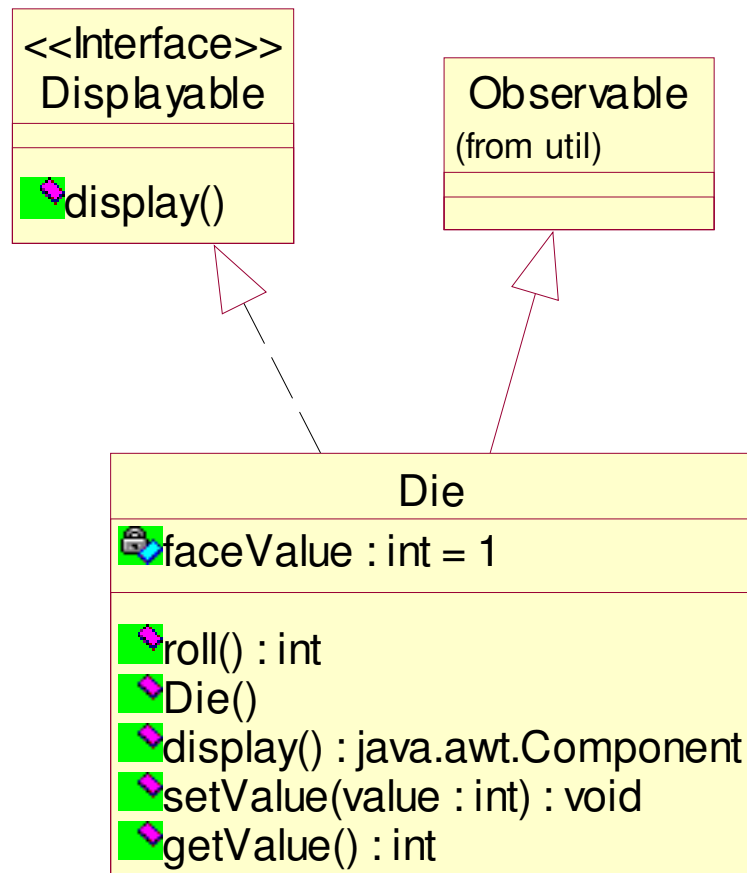 <<Interface>>
Displayable
display()
Observable
(from util)
Die
faceValue : int = 1
roll() : int
Die()
display() : java.awt.Component
setValue(value : int) : void
getValue() : int